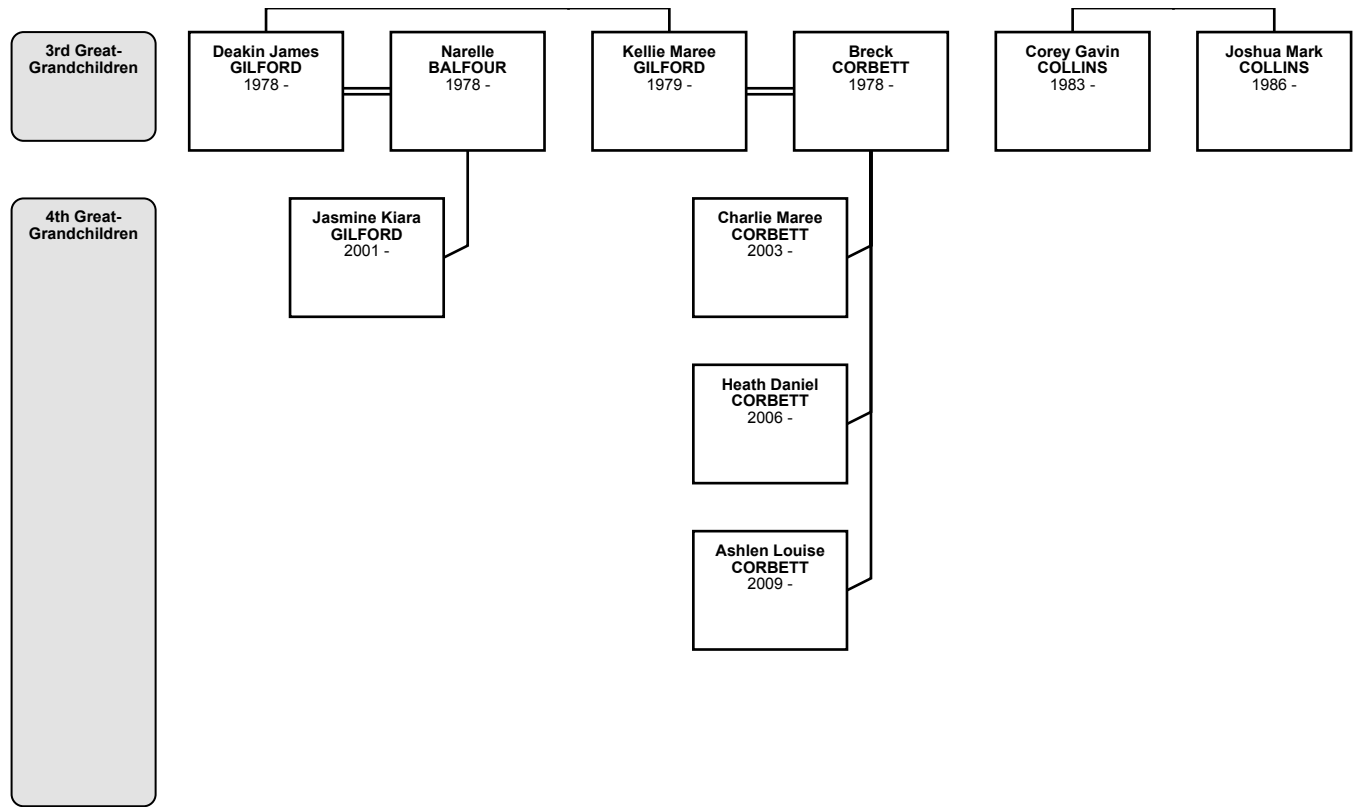 3rd Great-
Grandchildren
Deakin James
GILFORD
1978 -
Narelle
BALFOUR
1978 -
Kellie Maree
GILFORD
1979 -
Breck
CORBETT
1978 -
Corey Gavin
COLLINS
1983 -
Joshua Mark
COLLINS
1986 -
4th Great-
Grandchildren
Jasmine Kiara
GILFORD
2001 -
Charlie Maree
CORBETT
2003 -
Heath Daniel
CORBETT
2006 -
Ashlen Louise
CORBETT
2009 -